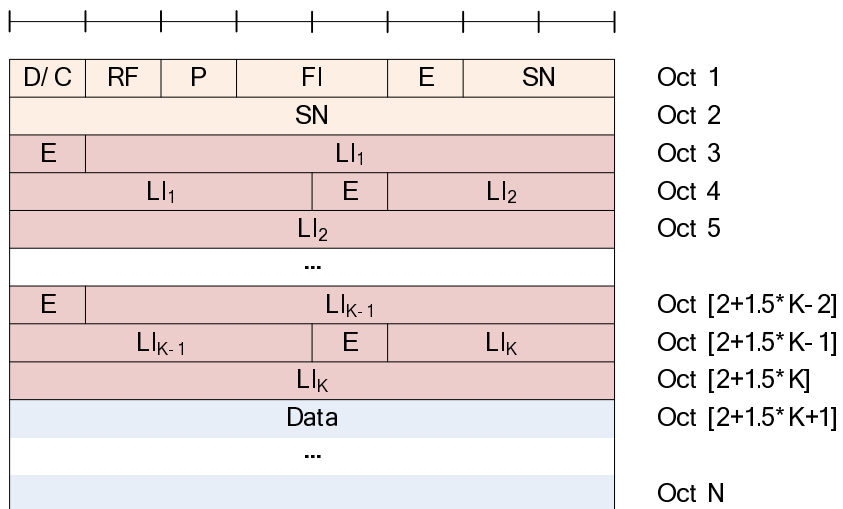 D/C RF P FI E SN Oct 1
SN Oct 2
E LI₁ Oct 3
LI₁ E LI₂ Oct 4
LI₂ Oct 5
...
E LIK-1 Oct [2+1.5*K-2]
LIK-1 E LIK Oct [2+1.5*K-1]
LIK Oct [2+1.5*K]
Data Oct [2+1.5*K+1]
...
Oct N